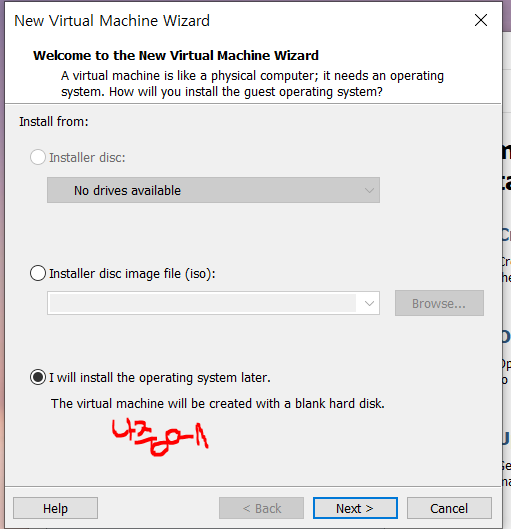 New Virtual Machine Wizard
Welcome to the New Virtual Machine Wizard
A virtual machine is like a physical computer; it needs an operating
system. How will you install the guest operating system?
Install from:
Installer disc:
No drives available
Installer disc image file (iso):
Browse...
I will install the operating system later.
The virtual machine will be created with a blank hard disk.
Help
< Back
Next >
Cancel